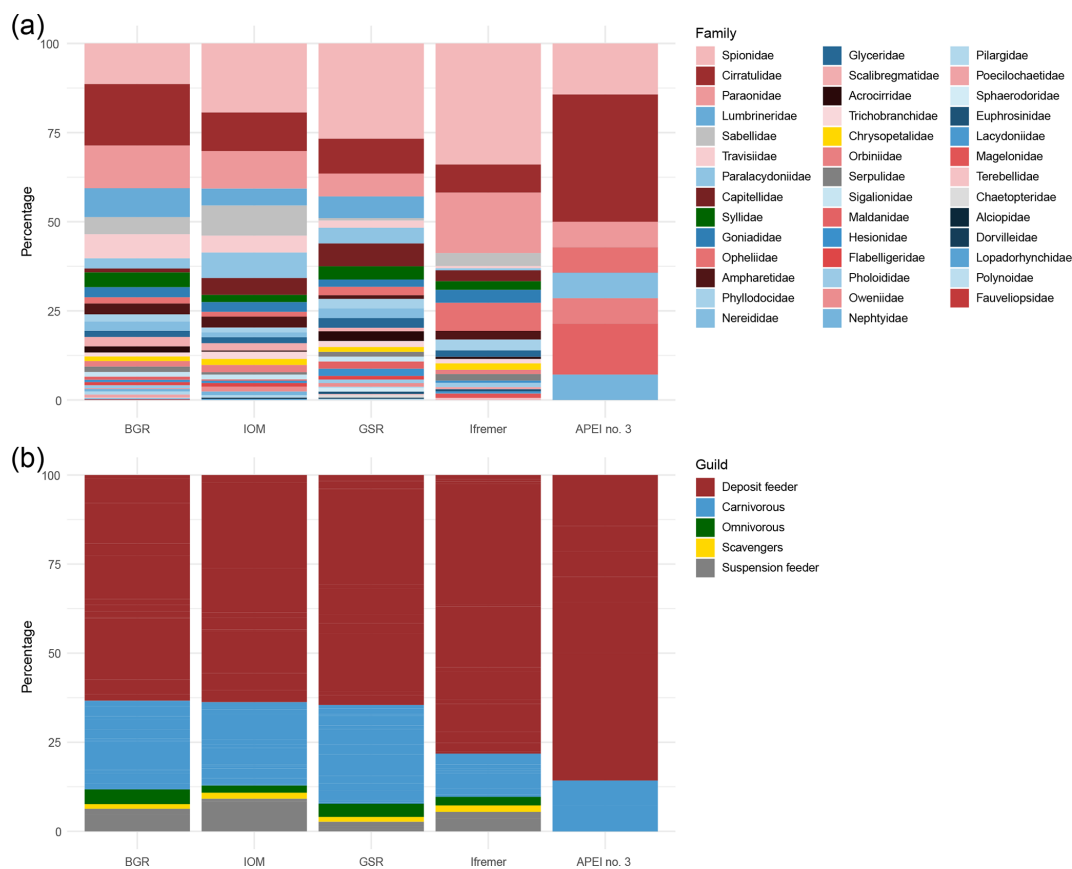 (a)
100
75
50
25
0
Percentage
BGR IOM GSR Ifremer APEI no. 3
Family
Spionidae Glyceridae Pilargidae
Cirratulidae Scalibregmatidae Poecilochaetidae
Paraonidae Acrocirridae Sphaerodoridae
Lumbrineridae Trichobranchidae Euphrosinidae
Sabellidae Chrysopetalidae Lacydoniidae
Travisiidae Orbiniidae Magelonidae
Paralacydoniidae Serpulidae Terebellidae
Capitellidae Sigalionidae Chaetopteridae
Syllidae Maldanidae Alciopidae
Goniadidae Hesionidae Dorvilleidae
Opheliidae Flabelligeridae Lopadorhynchidae
Ampharetidae Pholoididae Polynoidae
Phyllodocidae Oweniidae Fauveliopsidae
Nereididae Nephtyidae
(b)
100
75
50
25
0
Percentage
BGR IOM GSR Ifremer APEI no. 3
Guild
Deposit feeder
Carnivorous
Omnivorous
Scavengers
Suspension feeder